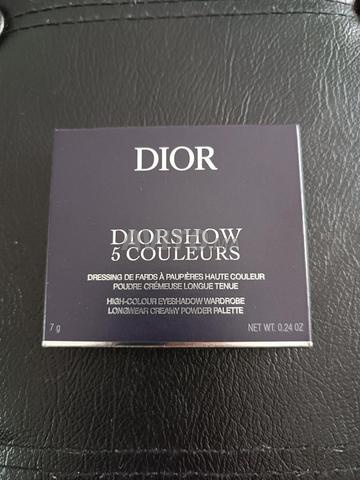 DIOR
DIORSHOW
5 COULEURS
DRESSING DE FARDS À PAUPIÈRES HAUTE COULEUR
POUDRE CRÉMEUSE LONGUE TENUE
HIGH-COLOUR EYESHADOW WARDROBE
LONGWEAR CREAMY POWDER PALETTE
7 g NET WT. 0.24 OZ